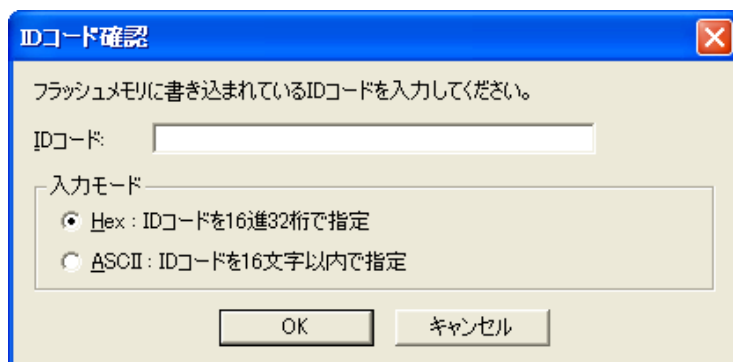 IDコード確認
フラッシュメモリに書き込まれているIDコードを入力してください。
IDコード:
入力モード
Hex : IDコードを16進32桁で指定
ASCII : IDコードを16文字以内で指定
OK キャンセル